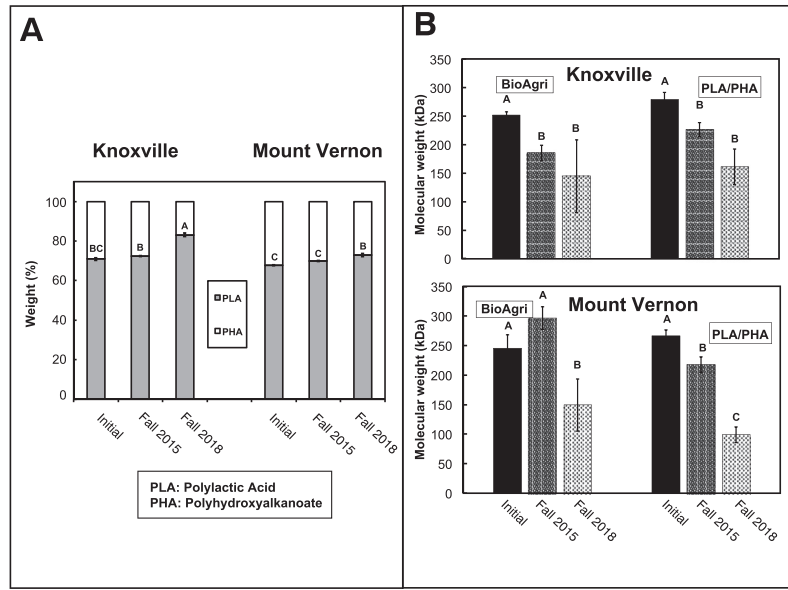 A
Knoxville
Mount Vernon
Weight (%)
100
80
60
40
20
0
BC
B
A
C
C
B
PLA
PHA
Initial
Fall 2015
Fall 2018
Initial
Fall 2015
Fall 2018
PLA: Polylactic Acid
PHA: Polyhydroxyalkanoate
B
Knoxville
BioAgri
PLA/PHA
Molecular weight (kDa)
350
300
250
200
150
100
50
0
A
B
B
A
B
B
Mount Vernon
BioAgri
PLA/PHA
Molecular weight (kDa)
350
300
250
200
150
100
50
0
A
A
B
A
B
C
Initial
Fall 2015
Fall 2018
Initial
Fall 2015
Fall 2018